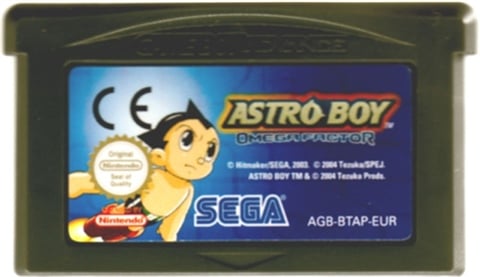 GAME BOY ADVANCE
CE
ASTRO BOY™
OMEGA FACTOR
Original
Nintendo
Seal of
Quality
© Hitmaker/SEGA, 2003. © 2004 Tezuka/SPEJ.
ASTRO BOY TM & © 2004 Tezuka Prods.
Nintendo
SEGA
AGB-BTAP-EUR